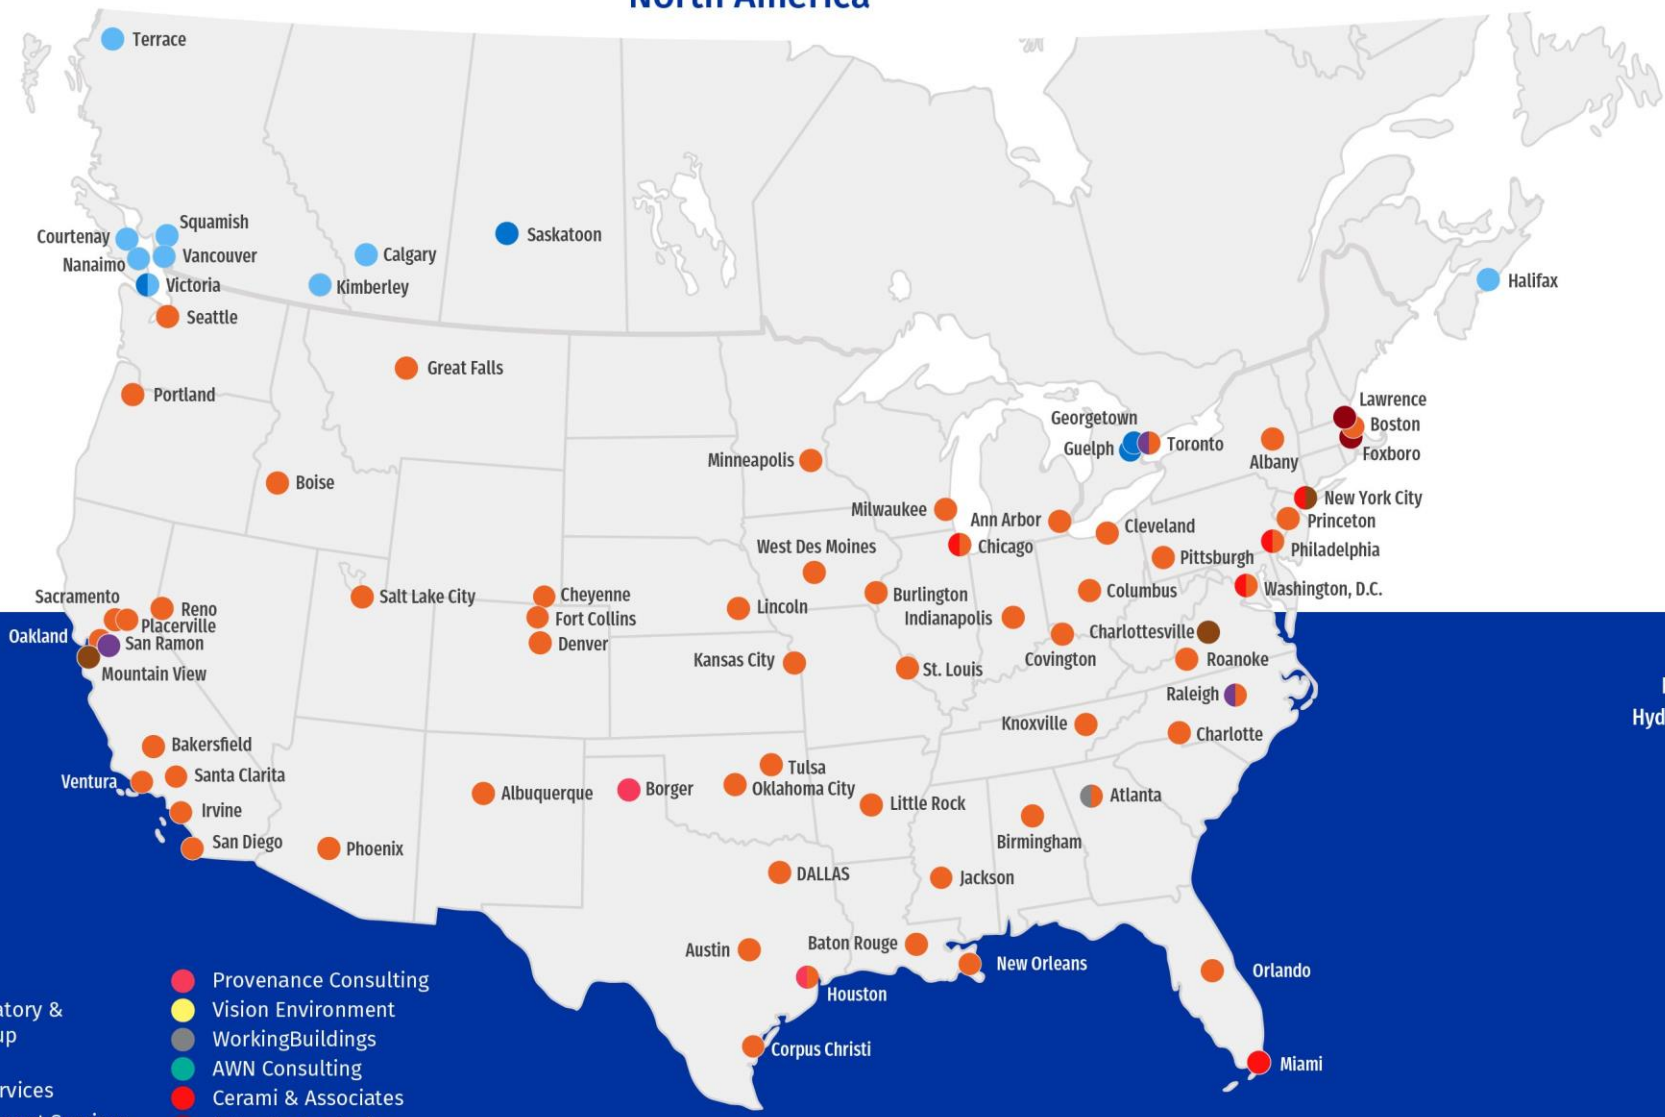 North America
Terrace
Squamish
Courtenay
Vancouver
Nanaimo
Victoria
Calgary
Kimberley
Saskatoon
Halifax
Seattle
Great Falls
Portland
Boise
Lawrence
Georgetown
Boston
Guelph
Toronto
Foxboro
Albany
Minneapolis
New York City
Milwaukee
Ann Arbor
Cleveland
Princeton
West Des Moines
Chicago
Philadelphia
Pittsburgh
Washington, D.C.
Sacramento
Reno
Placerville
Oakland
San Ramon
Mountain View
Salt Lake City
Cheyenne
Fort Collins
Denver
Lincoln
Burlington
Columbus
Indianapolis
Charlottesville
Covington
Roanoke
Kansas City
St. Louis
Raleigh
Knoxville
Charlotte
Bakersfield
Santa Clarita
Ventura
Irvine
San Diego
Phoenix
Albuquerque
Borger
Tulsa
Oklahoma City
Little Rock
Atlanta
Birmingham
DALLAS
Jackson
Austin
Baton Rouge
New Orleans
Orlando
Houston
Corpus Christi
Miami
Hyd
atory &
up
rvices
Provenance Consulting
Vision Environment
WorkingBuildings
AWN Consulting
Cerami & Associates